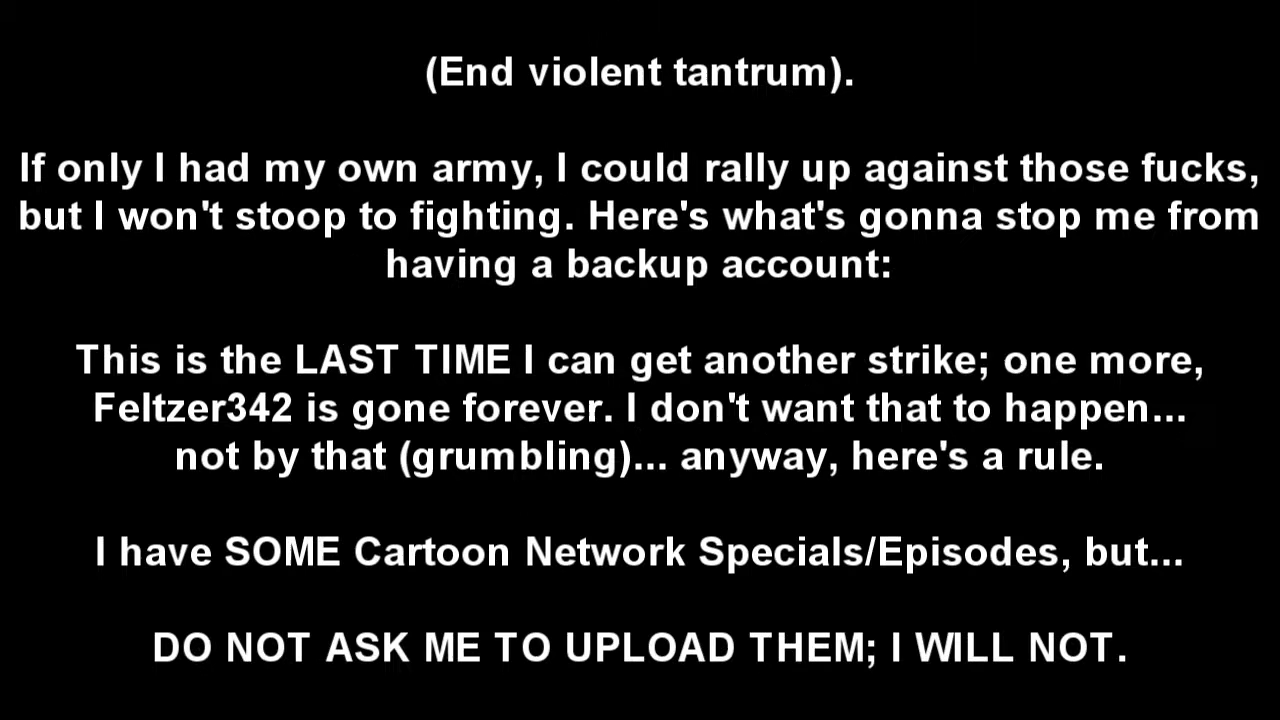 (End violent tantrum).
If only I had my own army, I could rally up against those fucks,
but I won't stoop to fighting. Here's what's gonna stop me from
having a backup account:
This is the LAST TIME I can get another strike; one more,
Feltzer342 is gone forever. I don't want that to happen...
not by that (grumbling)... anyway, here's a rule.
I have SOME Cartoon Network Specials/Episodes, but...
DO NOT ASK ME TO UPLOAD THEM; I WILL NOT.